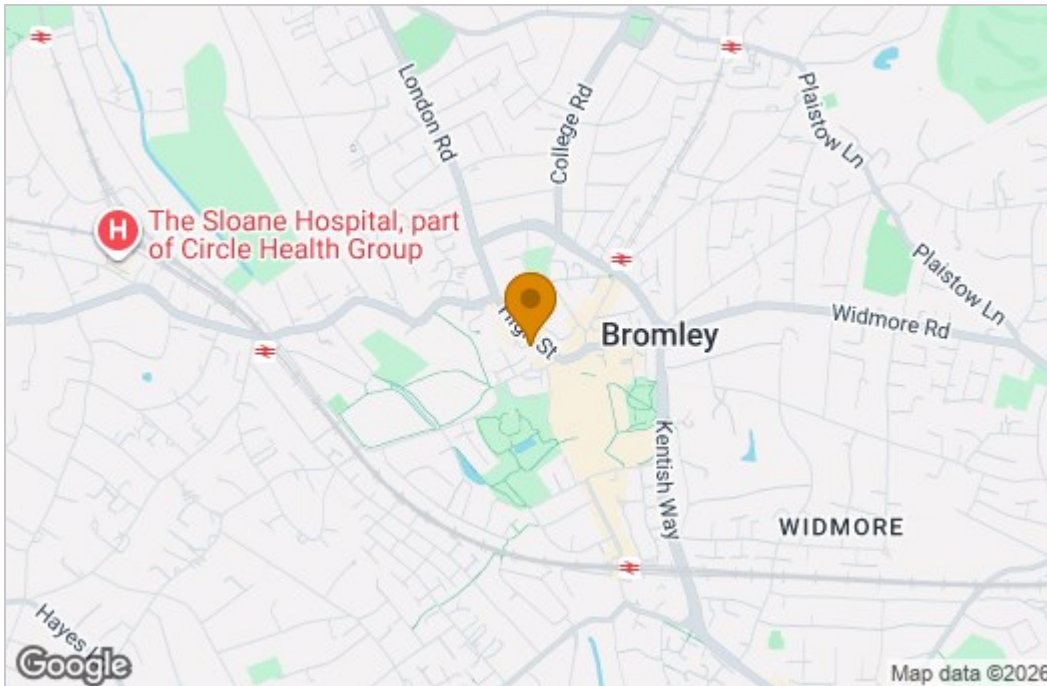 London Rd
College Rd
Plaistow Ln
H
The Sloane Hospital, part
of Circle Health Group
Plaistow Ln
High St
Bromley
Widmore Rd
Kentish Way
WIDMORE
Hayes
Google
Map data ©2026